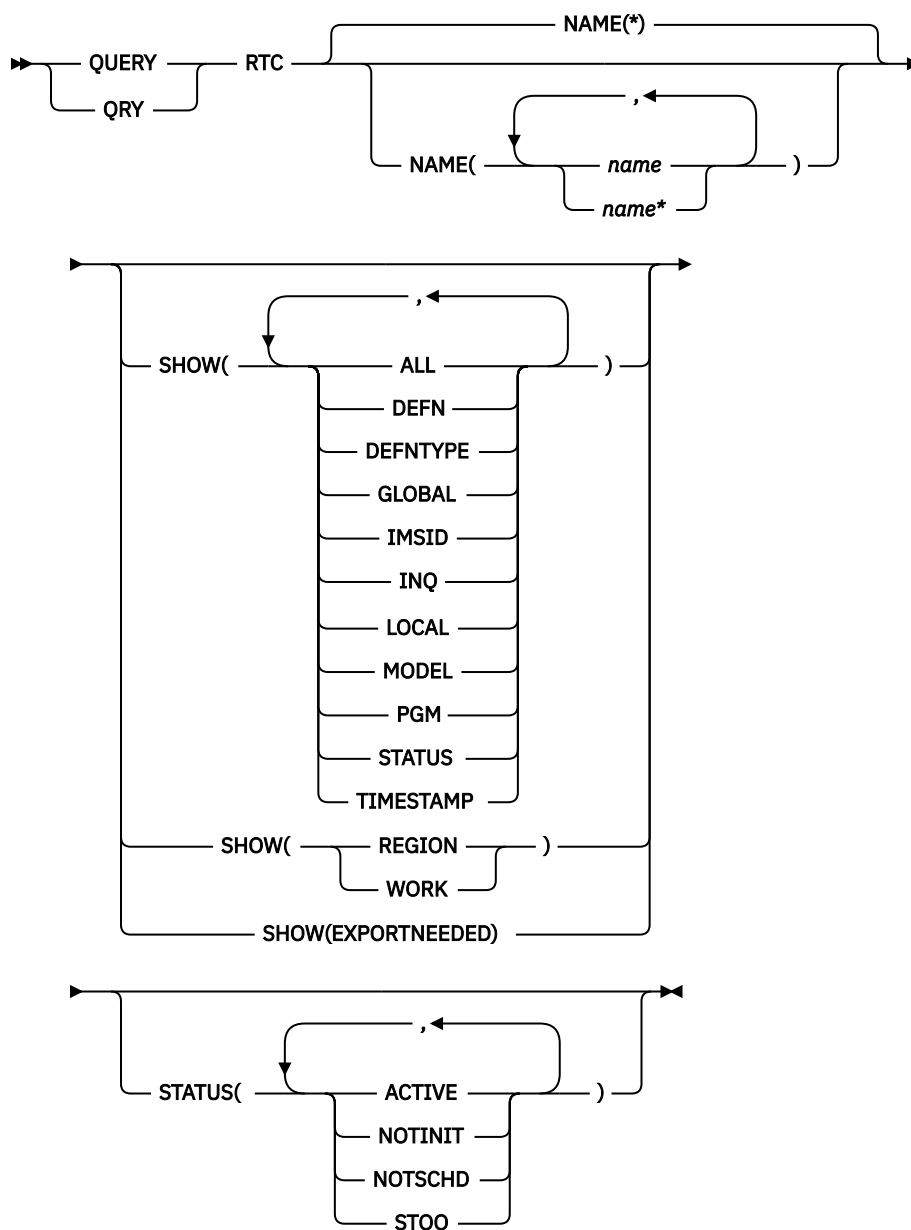 NAME(*)
QUERY RTC
QRY
,
NAME( name )
name*
,
SHOW( ALL )
DEFN
DEFNTYPE
GLOBAL
IMSID
INQ
LOCAL
MODEL
PGM
STATUS
TIMESTAMP
SHOW( REGION )
WORK
SHOW(EXPORTNEEDED)
,
STATUS( ACTIVE )
NOTINIT
NOTSCHD
STOO